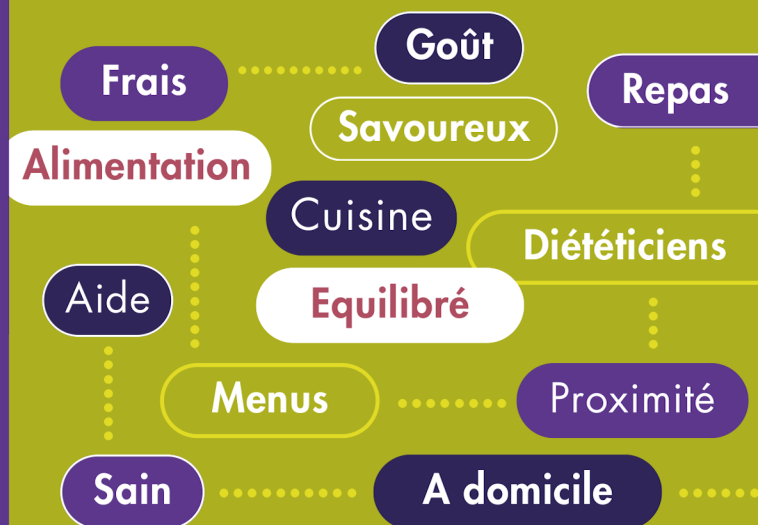 Goût
Frais
Repas
Savoureux
Alimentation
Cuisine
Diététiciens
Aide
Equilibré
Menus
Proximité
Sain
A domicile